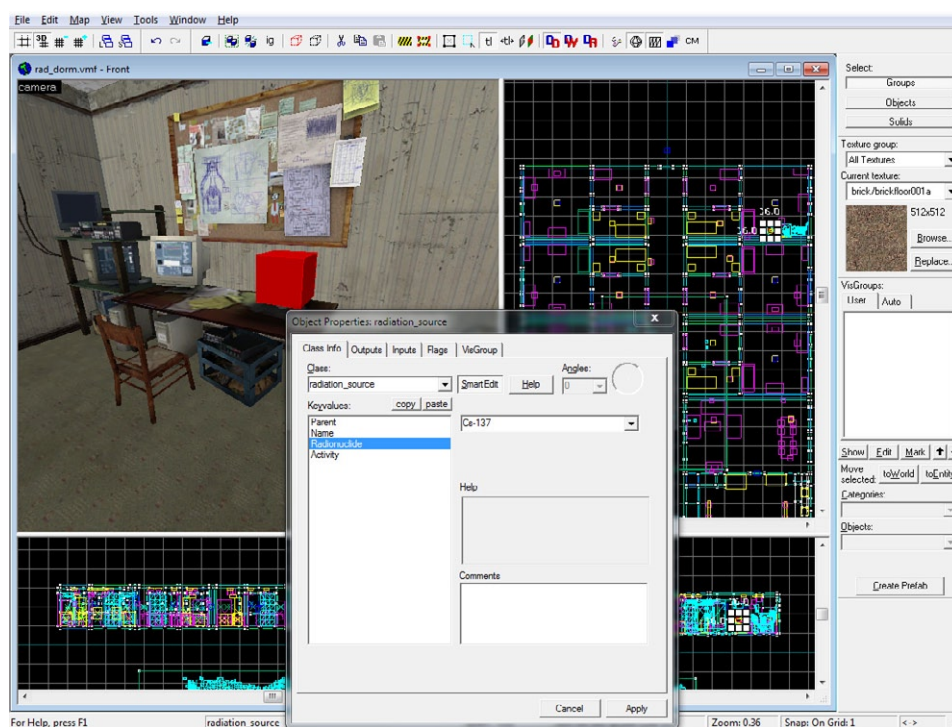 File Edit Map View Tools Window Help
ig
CM
rad_dorm.vmf - Front
camera
36.0
Select:
Groups
Objects
Solids
Texture group:
All Textures
Current texture:
brick/brickfloor001a
512x512
Browse..
Replace..
VisGroups:
User Auto
Show Edit Mark
Move selected: toWorld toEntity
Categories:
Objects:
Create Prefab
Object Properties: radiation_source
Class Info Outputs Inputs Flags VisGroup
Class:
radiation_source
SmartEdit Help
Angles:
0
Keyvalues: copy paste
Parent
Name
Radionuclide
Activity
Cs-137
Help
Comments
Cancel Apply
For Help, press F1
radiation_source
Zoom: 0.36
Snap: On Grid: 1
<->